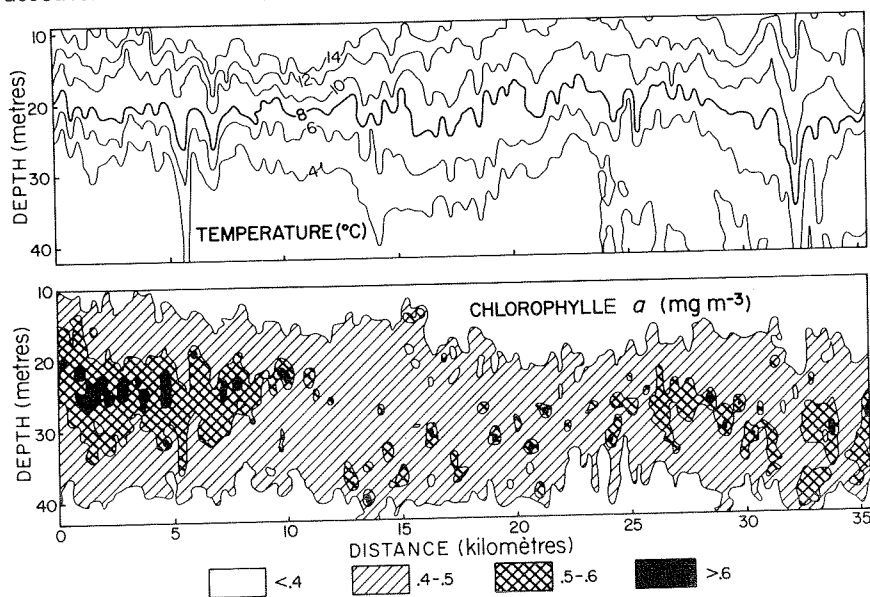 10
20
30
40
DEPTH (metres)
14
12
10
8
6
4
TEMPERATURE (°C)
CHLOROPHYLLE a (mg m-3)
10
20
30
40
DEPTH (metres)
0 5 10 15 20 25 30 35
DISTANCE (kilomètres)
<.4 .4-.5 .5-.6 >.6